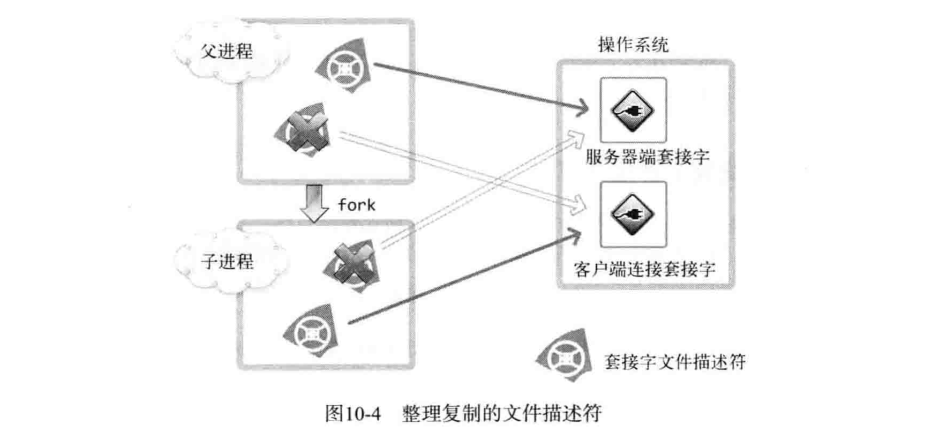 父进程
操作系统
服务器端套接字
fork
子进程
客户端连接套接字
套接字文件描述符
图10-4 整理复制的文件描述符